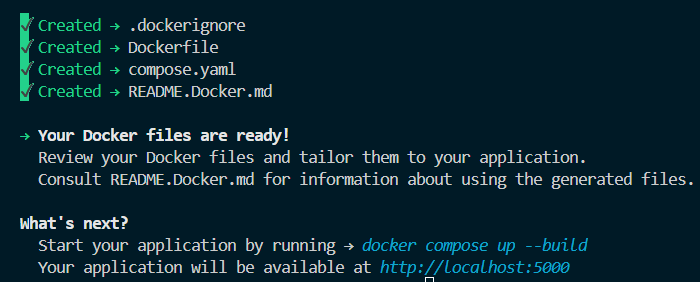 ✓ Created → .dockerignore
✓ Created → Dockerfile
✓ Created → compose.yaml
✓ Created → README.Docker.md
→ Your Docker files are ready!
Review your Docker files and tailor them to your application.
Consult README.Docker.md for information about using the generated files.
What's next?
Start your application by running → docker compose up --build
Your application will be available at http://localhost:5000